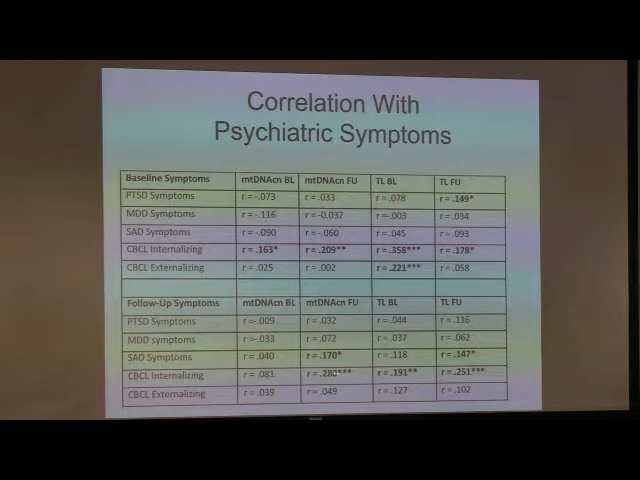 Correlation With
Psychiatric Symptoms
Baseline Symptoms mtDNAcn BL mtDNAcn FU TL BL TL FU
PTSD Symptoms r =-.073 r = .033 r = .078 r = .149*
MDD Symptoms r =-.116 r =-0.037 r =-.003 r = .034
SAD Symptoms r =-.090 r =-.060 r = .045 r = .093
CBCL Internalizing r = .163* r = .209** r = .358*** r = .178*
CBCL Externalizing r = .025 r = .002 r = .221*** r = .058
Follow-Up Symptoms mtDNAcn BL mtDNAcn FU TL BL TL FU
PTSD Symptoms r =-.009 r = .032 r = .044 r = .116
MDD symptoms r =-.033 r = .072 r = .037 r = .062
SAD Symptoms r = .040 r = .170* r = .118 r = .147*
CBCL Internalizing r = .081 r = .280*** r = .191** r = .251***
CBCL Externalizing r = .039 r = .049 r = .127 r = .102